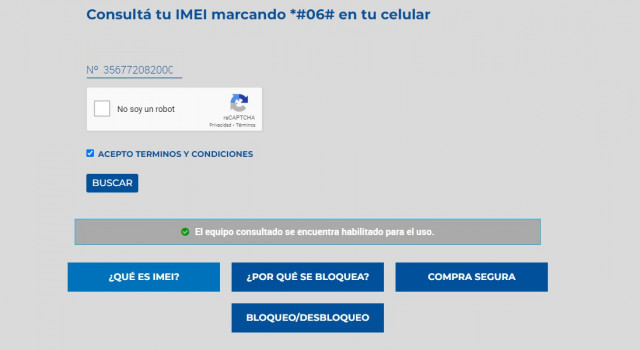 Consultá tu IMEI marcando *#06# en tu celular
Nº 35677208200
No soy un robot
reCAPTCHA
Privacidad - Términos
ACEPTO TERMINOS Y CONDICIONES
BUSCAR
El equipo consultado se encuentra habilitado para el uso.
¿QUÉ ES IMEI?
¿POR QUÉ SE BLOQUEA?
COMPRA SEGURA
BLOQUEO/DESBLOQUEO